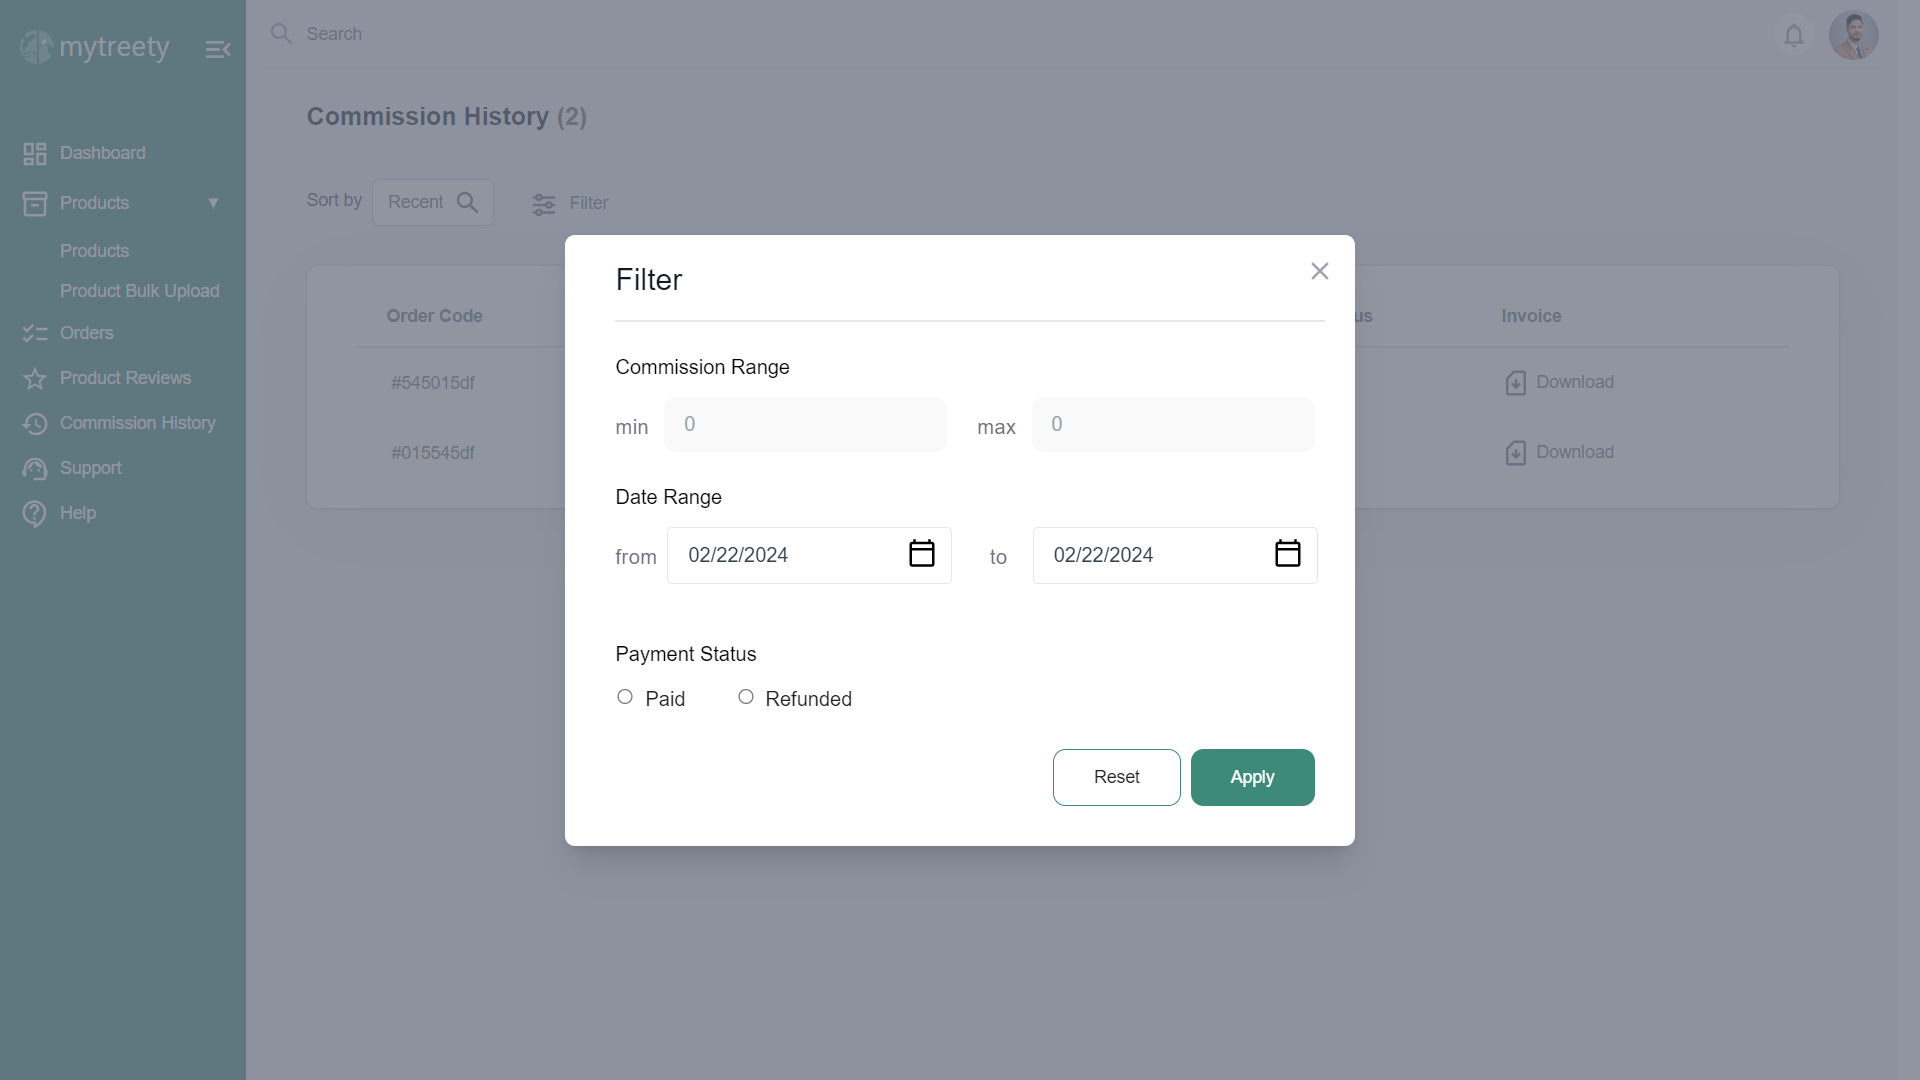 mytreety
Search
Commission History (2)
Dashboard
Products
Products
Product Bulk Upload
Orders
Product Reviews
Commission History
Support
Help
Sort by
Recent
Filter
Order Code
us
Invoice
#545015df
Download
#015545df
Download
Filter
Commission Range
min 0 max 0
Date Range
from 02/22/2024 to 02/22/2024
Payment Status
Paid Refunded
Reset Apply